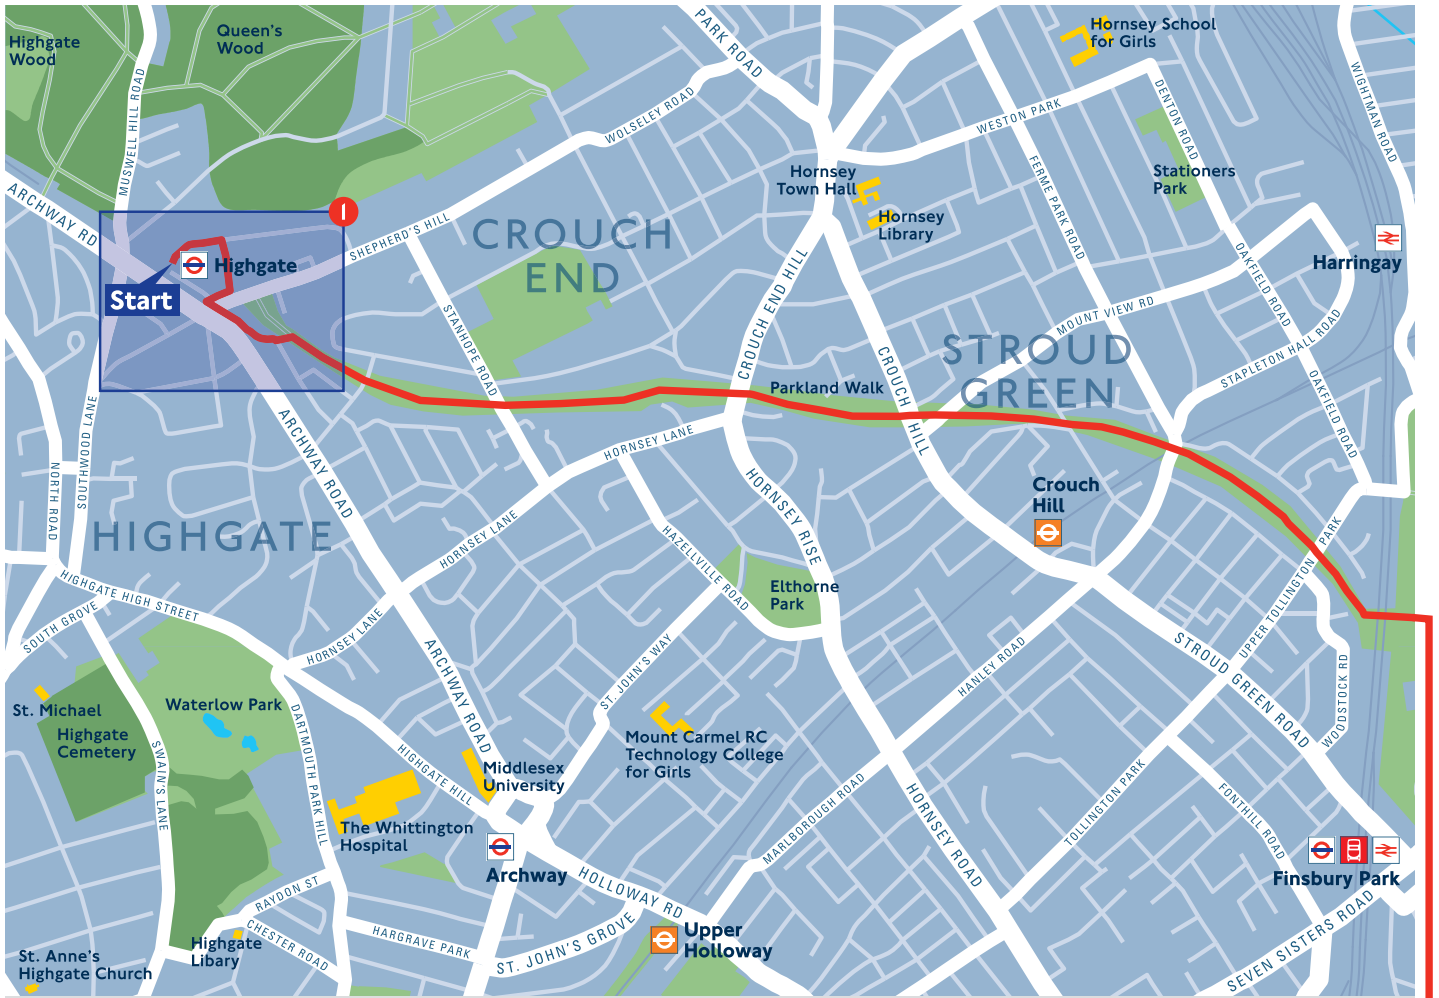 Highgate
Wood
Queen's
Wood
PARK ROAD
Hornsey School
for Girls
MUSWELL HILL ROAD
WOLSELEY ROAD
WESTON PARK
DENTON ROAD
WIGHTMAN ROAD
ARCHWAY RD
SHEPHERD'S HILL
1
Highgate
Start
CROUCH
END
Hornsey
Town Hall
Hornsey
Library
FERME PARK ROAD
Stationers
Park
Harringay
OAKFIELD ROAD
MOUNT VIEW RD
STAPLETON HALL ROAD
OAKFIELD ROAD
STANHOPE ROAD
CROUCH END HILL
CROUCH HILL
STROUD
GREEN
Parkland Walk
HORNSEY LANE
SOUTHWOOD LANE
NORTH ROAD
ARCHWAY ROAD
HIGHGATE
HORNSEY LANE
HORNSEY RISE
Crouch
Hill
HAZELLVILLE ROAD
Elthorne
Park
UPPER TOLLINGTON PARK
HIGHGATE HIGH STREET
SOUTH GROVE
HORNSEY LANE
ARCHWAY ROAD
ST. JOHN'S WAY
HANLEY ROAD
STROUD GREEN ROAD
WOODSTOCK RD
St. Michael
Highgate
Cemetery
Waterlow Park
SWAIN'S LANE
DARTMOUTH PARK HILL
HIGHGATE HILL
Middlesex
University
Mount Carmel RC
Technology College
for Girls
The Whittington
Hospital
MARLBOROUGH ROAD
HORNSEY ROAD
TOLLINGTON PARK
FONTHILL ROAD
Archway
Finsbury Park
HOLLOWAY RD
RAYDON ST
CHESTER ROAD
HARGRAVE PARK
ST. JOHN'S GROVE
Upper
Holloway
SEVEN SISTERS ROAD
Highgate
Libary
St. Anne's
Highgate Church